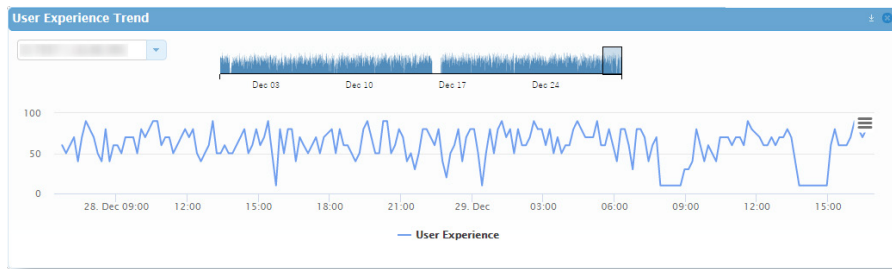 User Experience Trend
Dec 03 Dec 10 Dec 17 Dec 24
100
50
0
28. Dec 09:00 12:00 15:00 18:00 21:00 29. Dec 03:00 06:00 09:00 12:00 15:00
User Experience